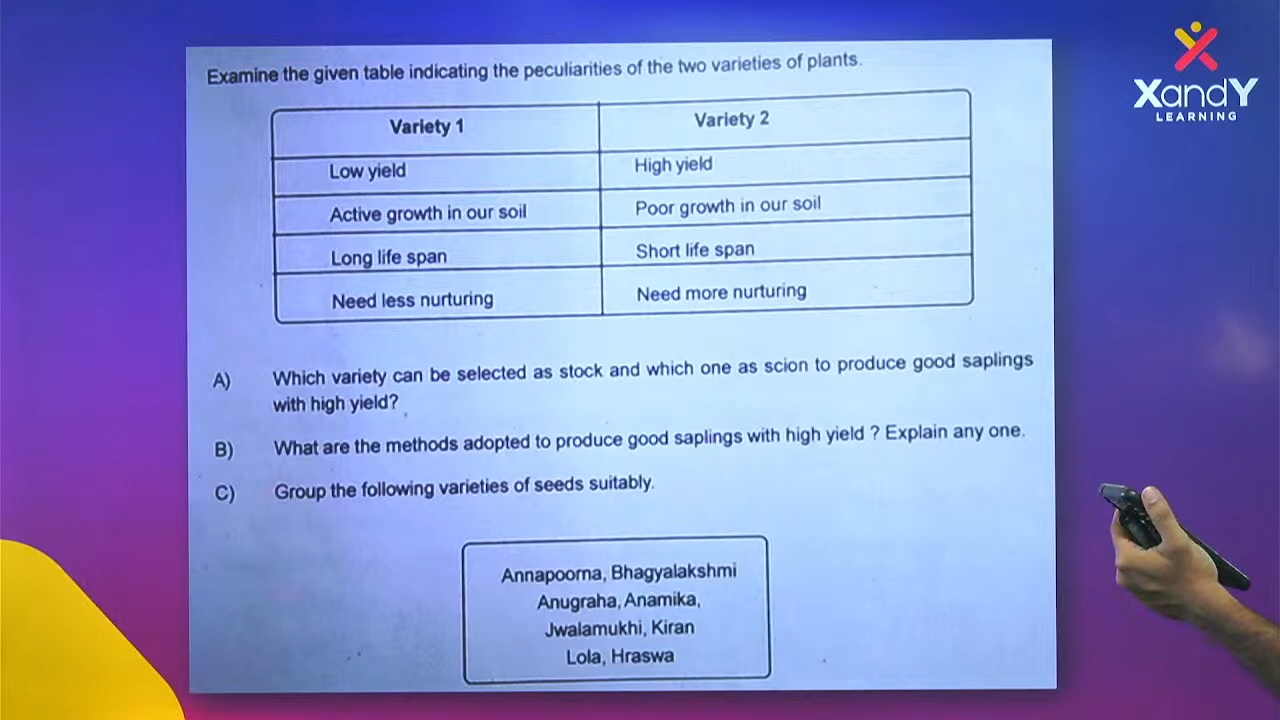 XandY
LEARNING
Examine the given table indicating the peculiarities of the two varieties of plants.
Variety 1 Variety 2
Low yield High yield
Active growth in our soil Poor growth in our soil
Long life span Short life span
Need less nurturing Need more nurturing
A) Which variety can be selected as stock and which one as scion to produce good saplings
with high yield?
B) What are the methods adopted to produce good saplings with high yield ? Explain any one.
C) Group the following varieties of seeds suitably.
Annapoorna, Bhagyalakshmi
Anugraha, Anamika,
Jwalamukhi, Kiran
Lola, Hraswa